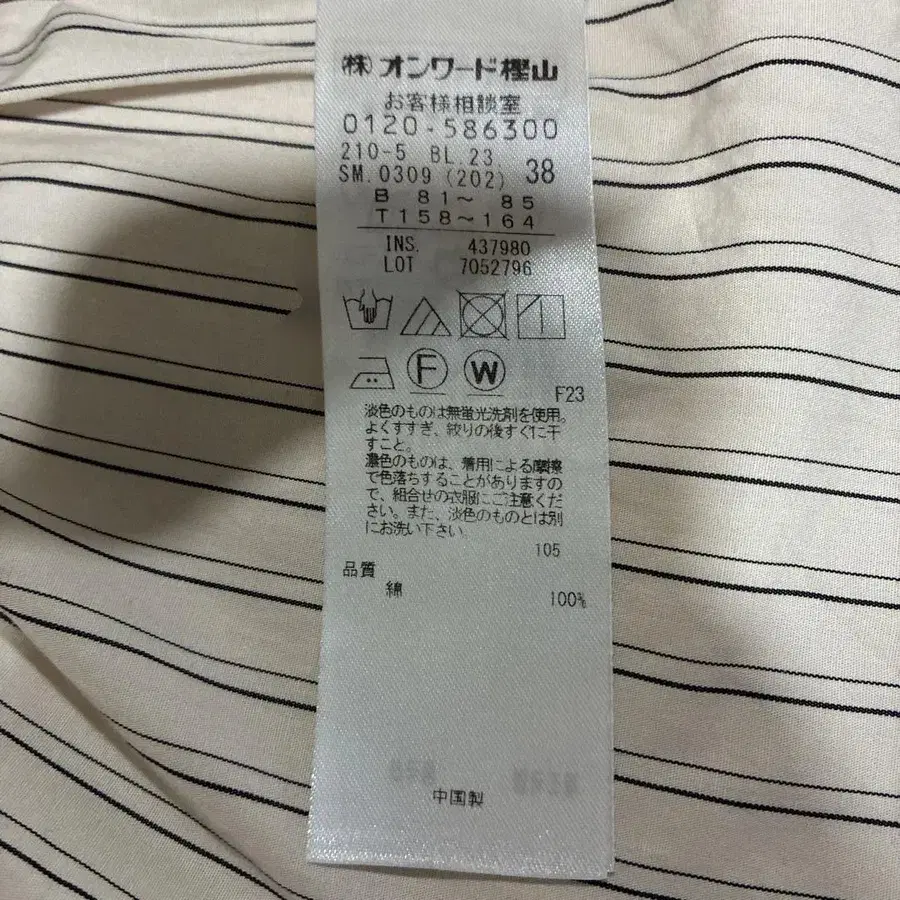 (株)オンワード樫山
お客様相談室
0120-586300
210-5 BL.23
SM.0309(202) 38
B 81〜 85
T158〜164
INS. 437980
LOT 7052796
F W
F23
淡色のものは無蛍光洗剤を使用。
よくすすぎ、絞りの後すぐに干
すこと。
濃色のものは、着用による摩擦
で色落ちすることがありますの
で、組合せの衣服にご注意くだ
さい。また、淡色のものとは別
にお洗い下さい。
105
品質
綿 100%
中国製